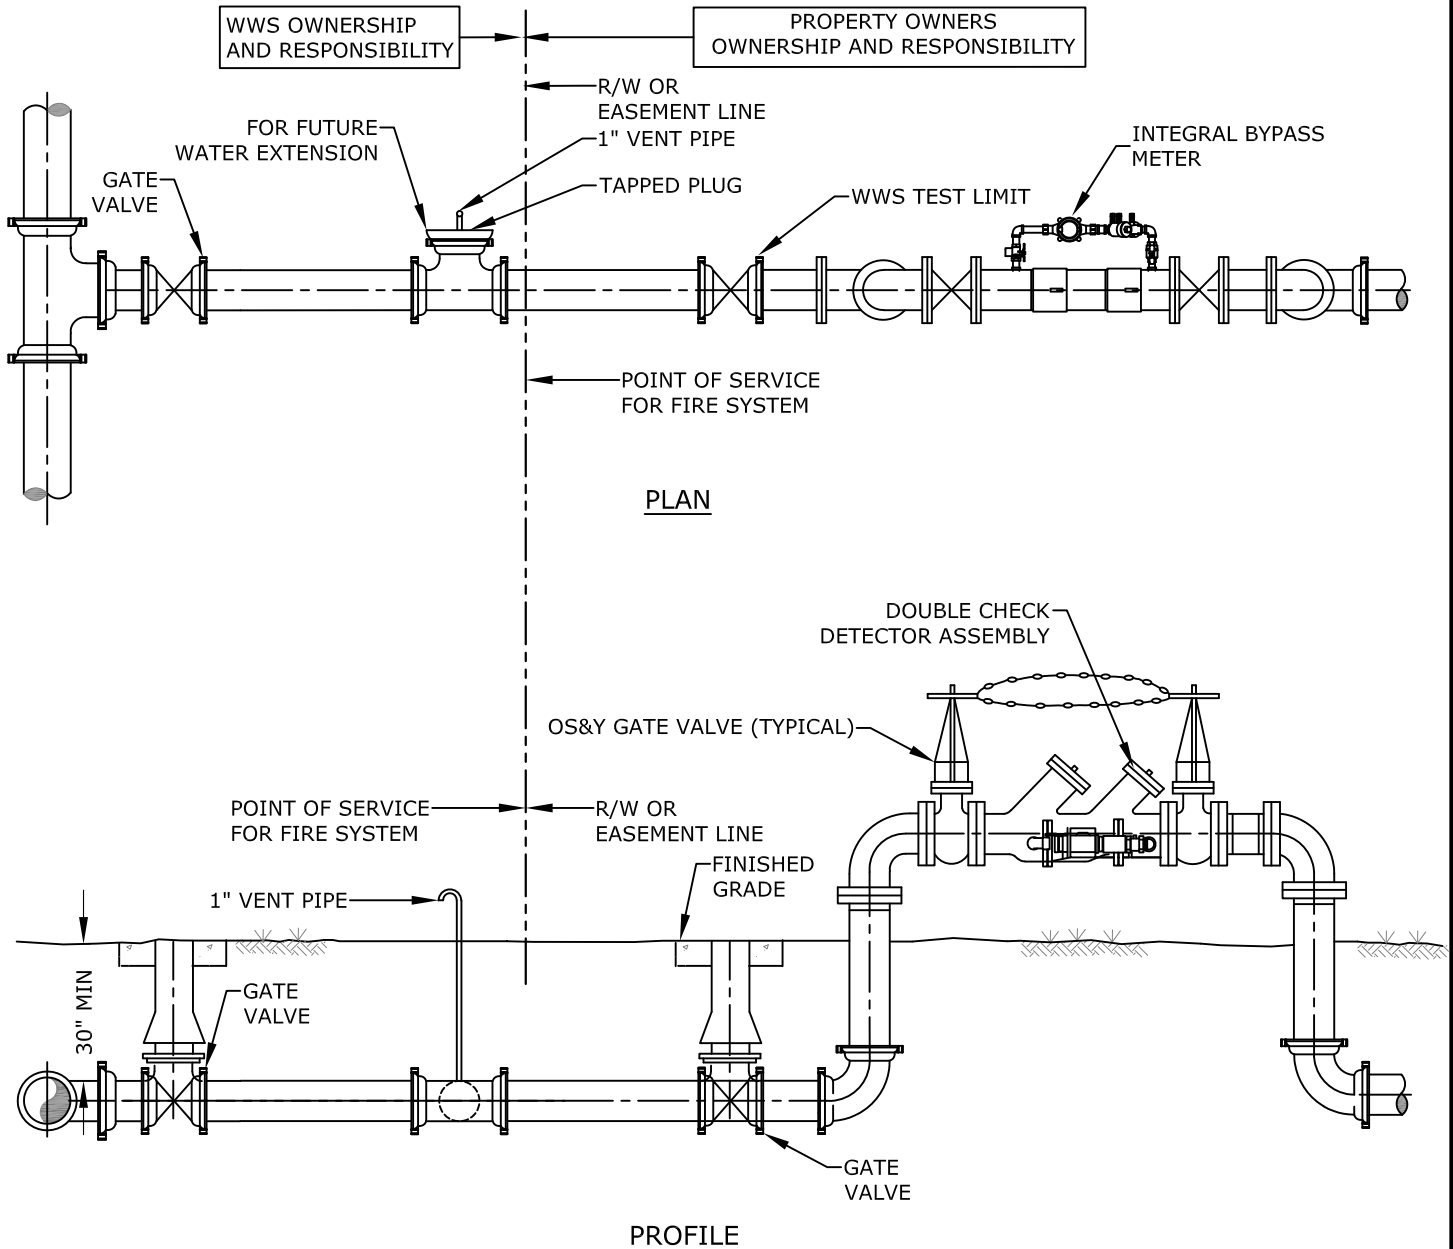 WWS OWNERSHIP
AND RESPONSIBILITY
PROPERTY OWNERS
OWNERSHIP AND RESPONSIBILITY
R/W OR
EASEMENT LINE
1" VENT PIPE
FOR FUTURE
WATER EXTENSION
INTEGRAL BYPASS
METER
GATE
VALVE
TAPPED PLUG
WWS TEST LIMIT
POINT OF SERVICE
FOR FIRE SYSTEM
PLAN
DOUBLE CHECK
DETECTOR ASSEMBLY
OS&Y GATE VALVE (TYPICAL)
POINT OF SERVICE
FOR FIRE SYSTEM
R/W OR
EASEMENT LINE
FINISHED
GRADE
1" VENT PIPE
30" MIN
GATE
VALVE
GATE
VALVE
PROFILE